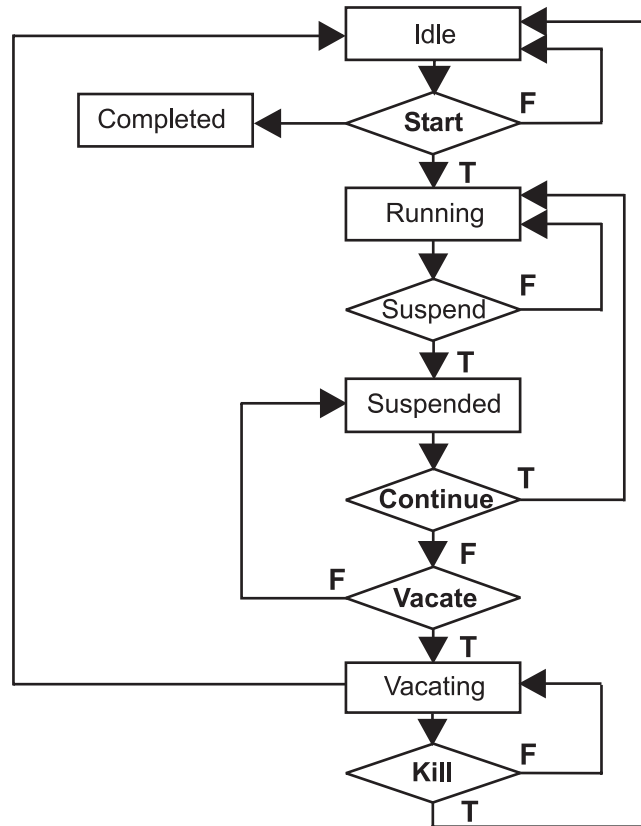 Idle
F
Completed
Start
T
Running
F
Suspend
T
Suspended
T
Continue
F
F
Vacate
T
Vacating
F
Kill
T